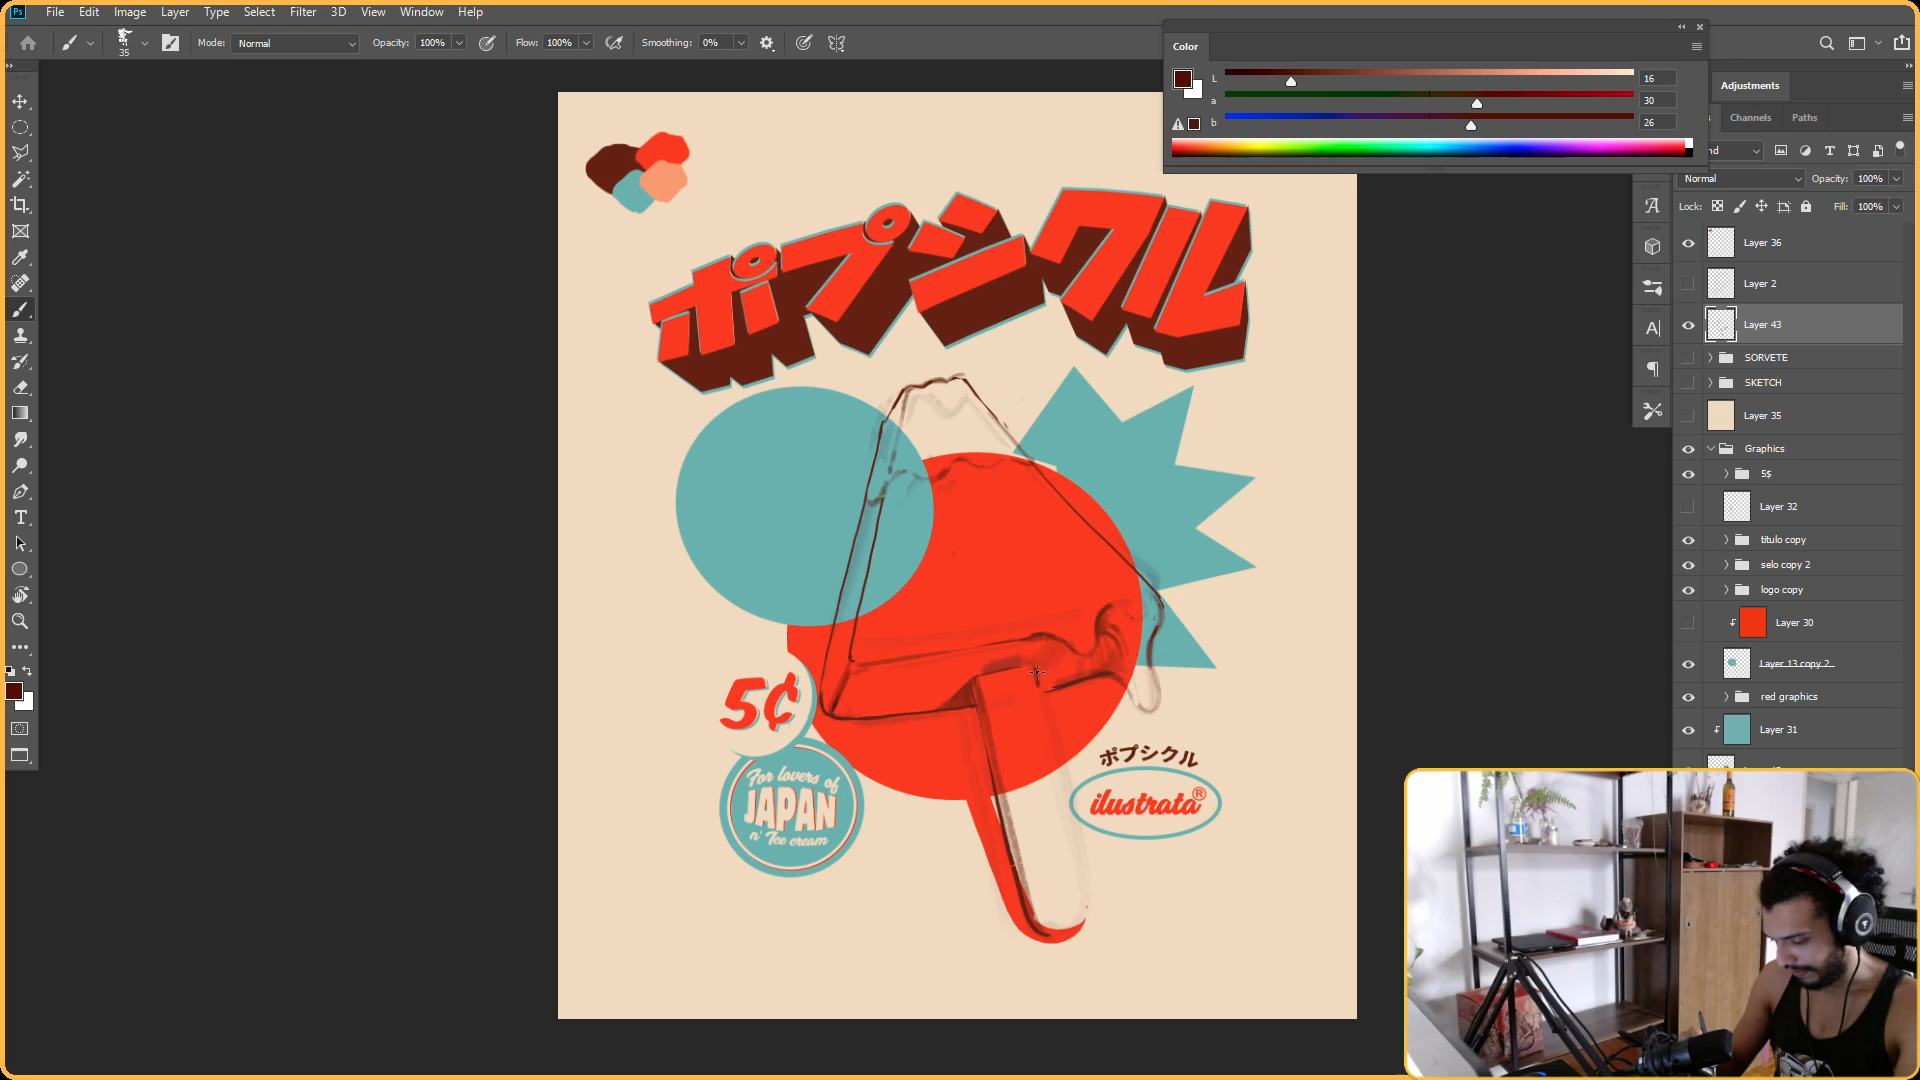 Ps File Edit Image Layer Type Select Filter 3D View Window Help
35 Mode: Normal Opacity: 100% Flow: 100% Smoothing: 0%
Color
L 16
a 30
b 26
Adjustments
Channels Paths
nd
Normal Opacity: 100%
Lock: Fill: 100%
Layer 36
Layer 2
Layer 43
SORVETE
SKETCH
Layer 35
Graphics
5$
Layer 32
titulo copy
selo copy 2
logo copy
Layer 30
Layer 13 copy 2
red graphics
Layer 31
ポプシクル
5¢
For lovers of
JAPAN
n' Ice cream
ポプシクル
ilustrata®